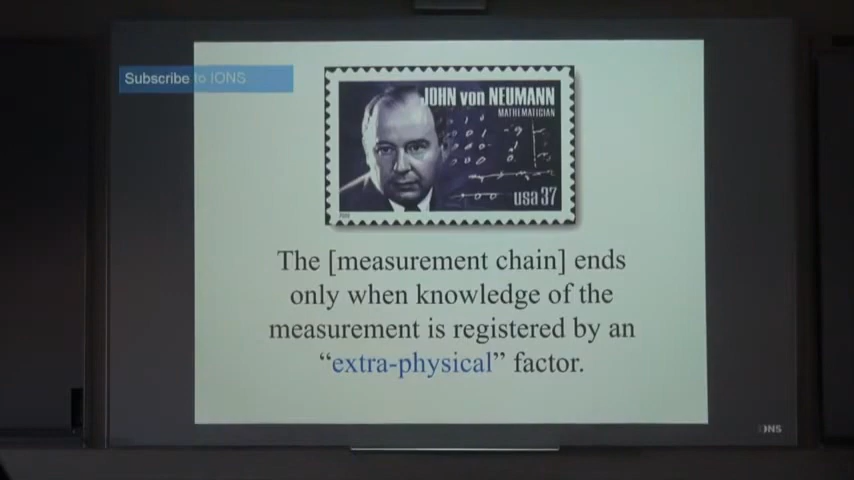 Subscribe to IONS
JOHN von NEUMANN
MATHEMATICIAN
usa 37
The [measurement chain] ends
only when knowledge of the
measurement is registered by an
“extra-physical” factor.
IONS